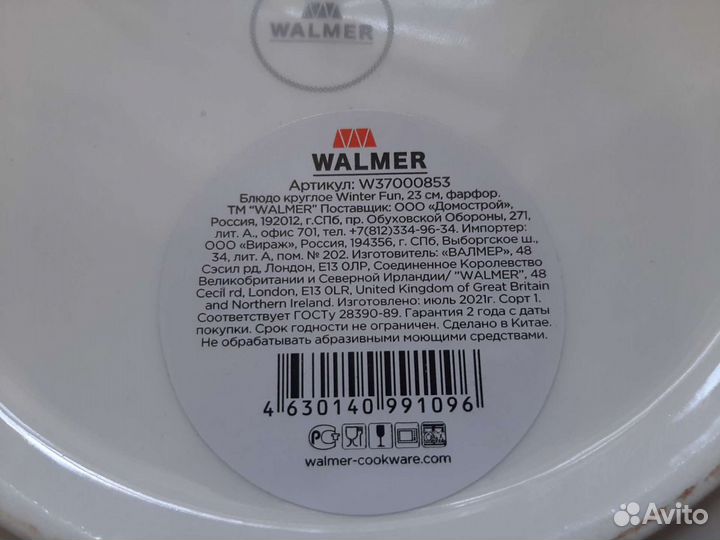 WALMER
WALMER
Артикул: W37000853
Блюдо круглое Winter Fun, 23 см, фарфор.
ТМ "WALMER" Поставщик: ООО «Домострой»,
Россия, 192012, г.СПб, пр. Обуховской Обороны, 271,
лит. А., офис 701, тел. +7(812)334-96-34. Импортер:
ООО «Вираж», Россия, 194356, г. СПб, Выборгское ш.,
34, лит. А, пом. № 202. Изготовитель: «ВАЛМЕР», 48
Сэсил рд, Лондон, E13 0ЛР, Соединенное Королевство
Великобритании и Северной Ирландии/ "WALMER", 48
Cecil rd, London, E13 0LR, United Kingdom of Great Britain
and Northern Ireland. Изготовлено: июль 2021г. Сорт 1.
Соответствует ГОСТу 28390-89. Гарантия 2 года с даты
покупки. Срок годности не ограничен. Сделано в Китае.
Не обрабатывать абразивными моющими средствами.
4 630140 991096
walmer-cookware.com
Avito